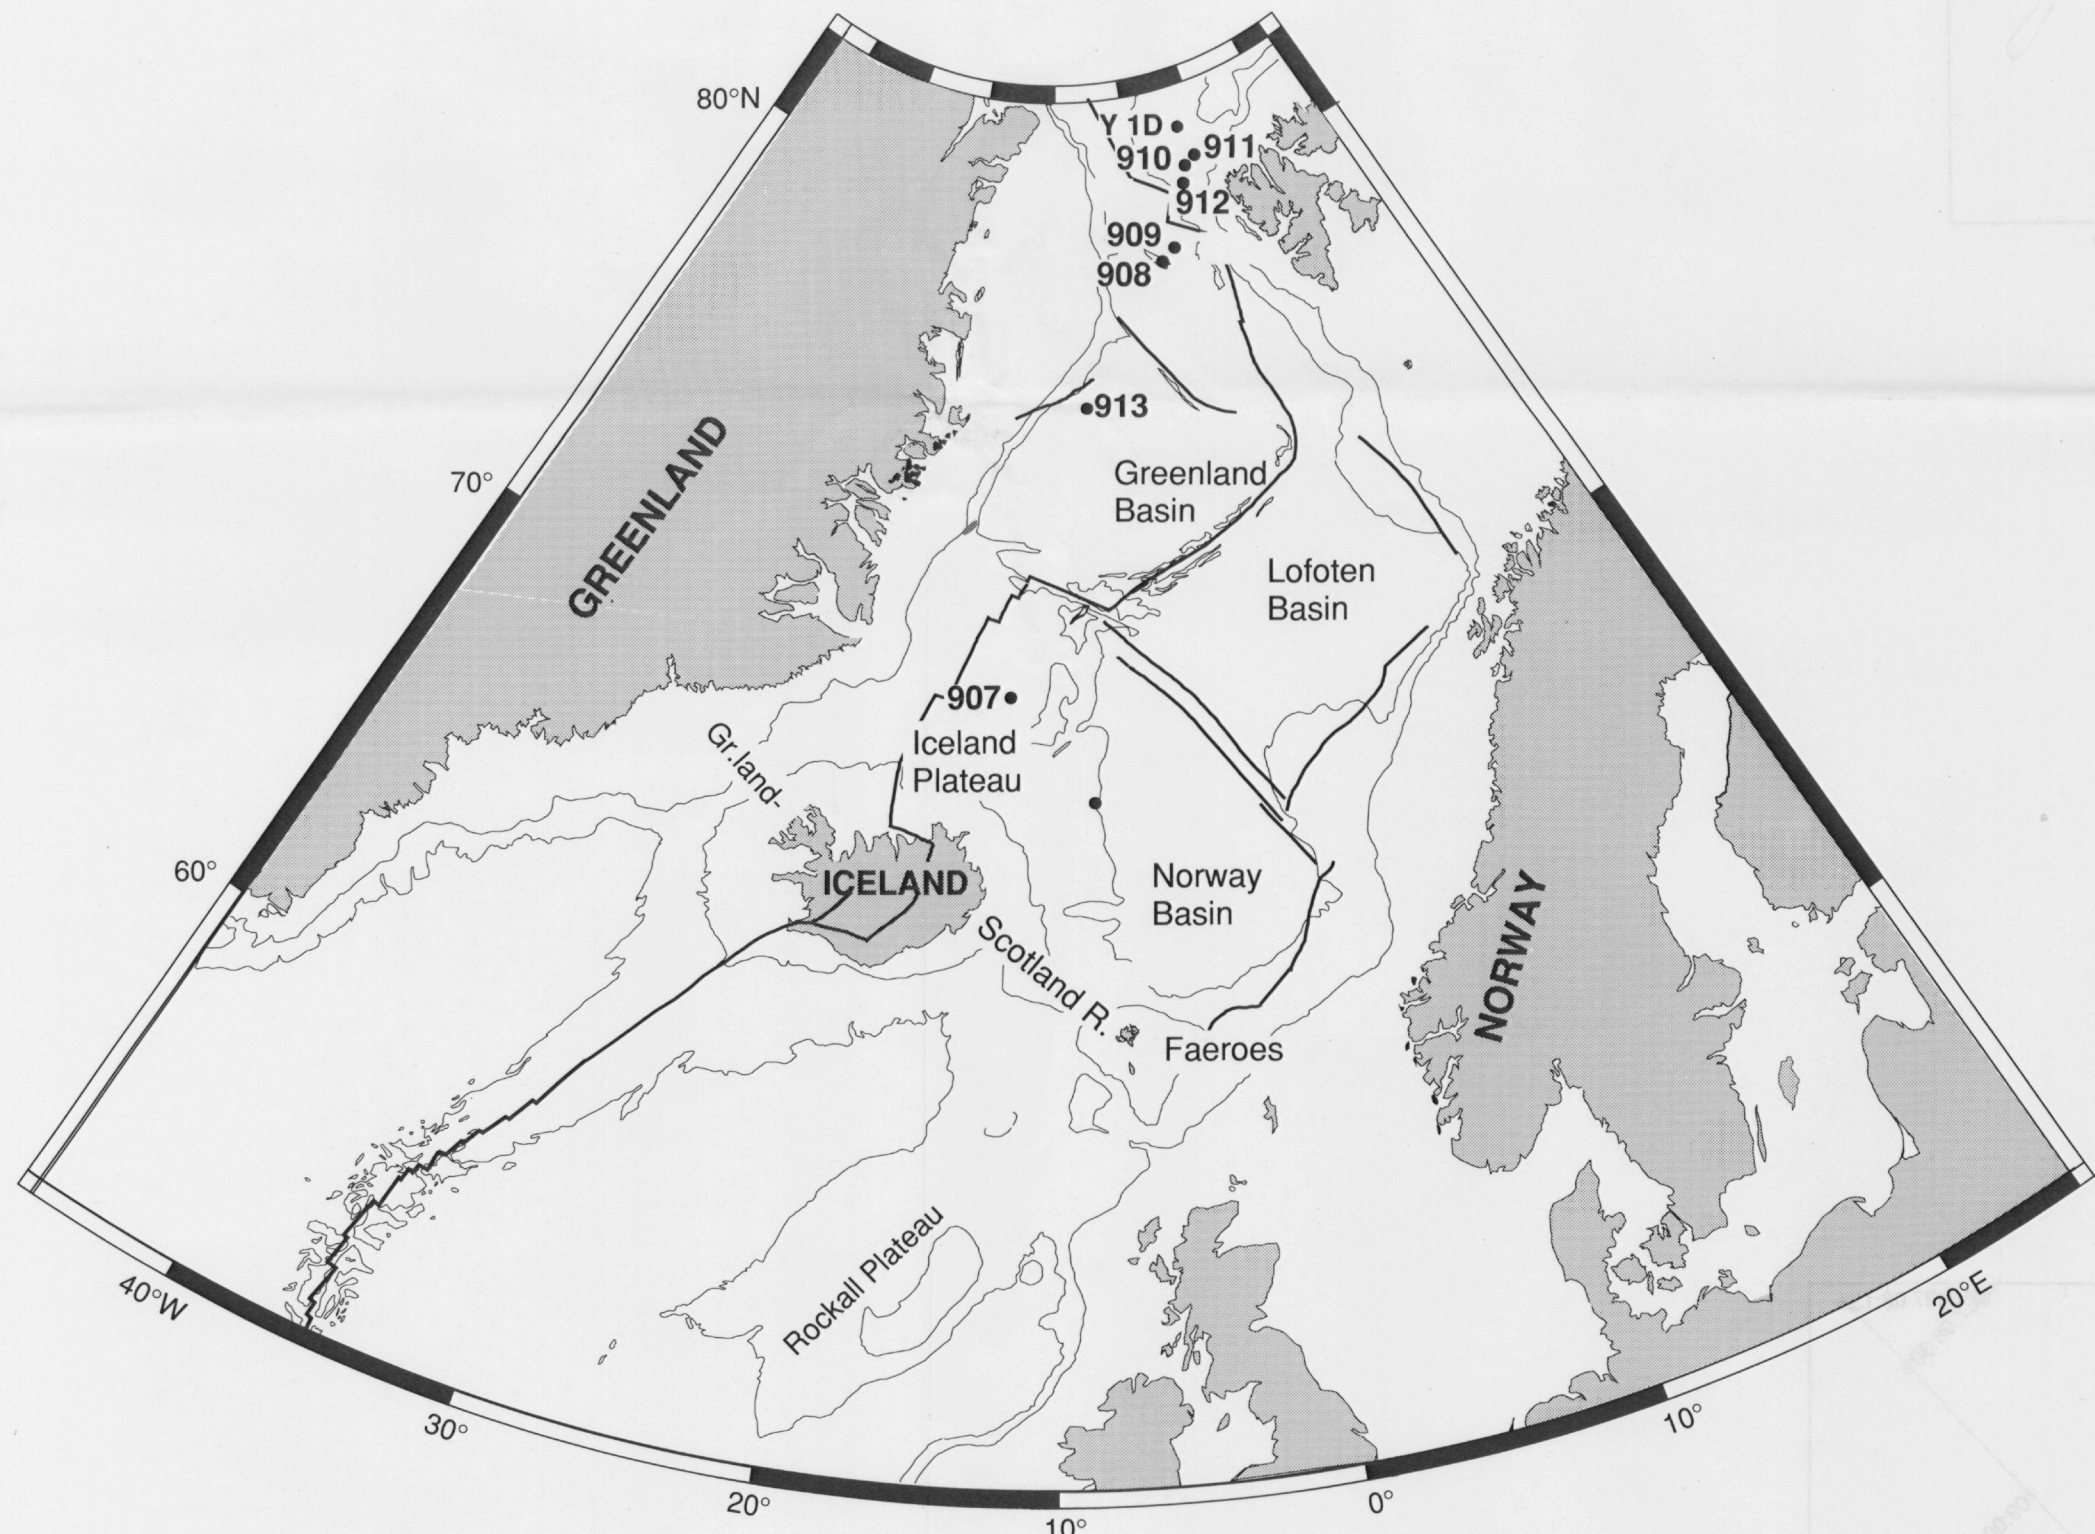 80°N
Y 1D
911
910
912
909
908
913
70°
GREENLAND
Greenland
Basin
Lofoten
Basin
907
Iceland
Plateau
Gr.land-
60°
ICELAND
Norway
Basin
NORWAY
Scotland R.
Faeroes
Rockall Plateau
40°W
20°E
30°
10°
20°
0°
10°